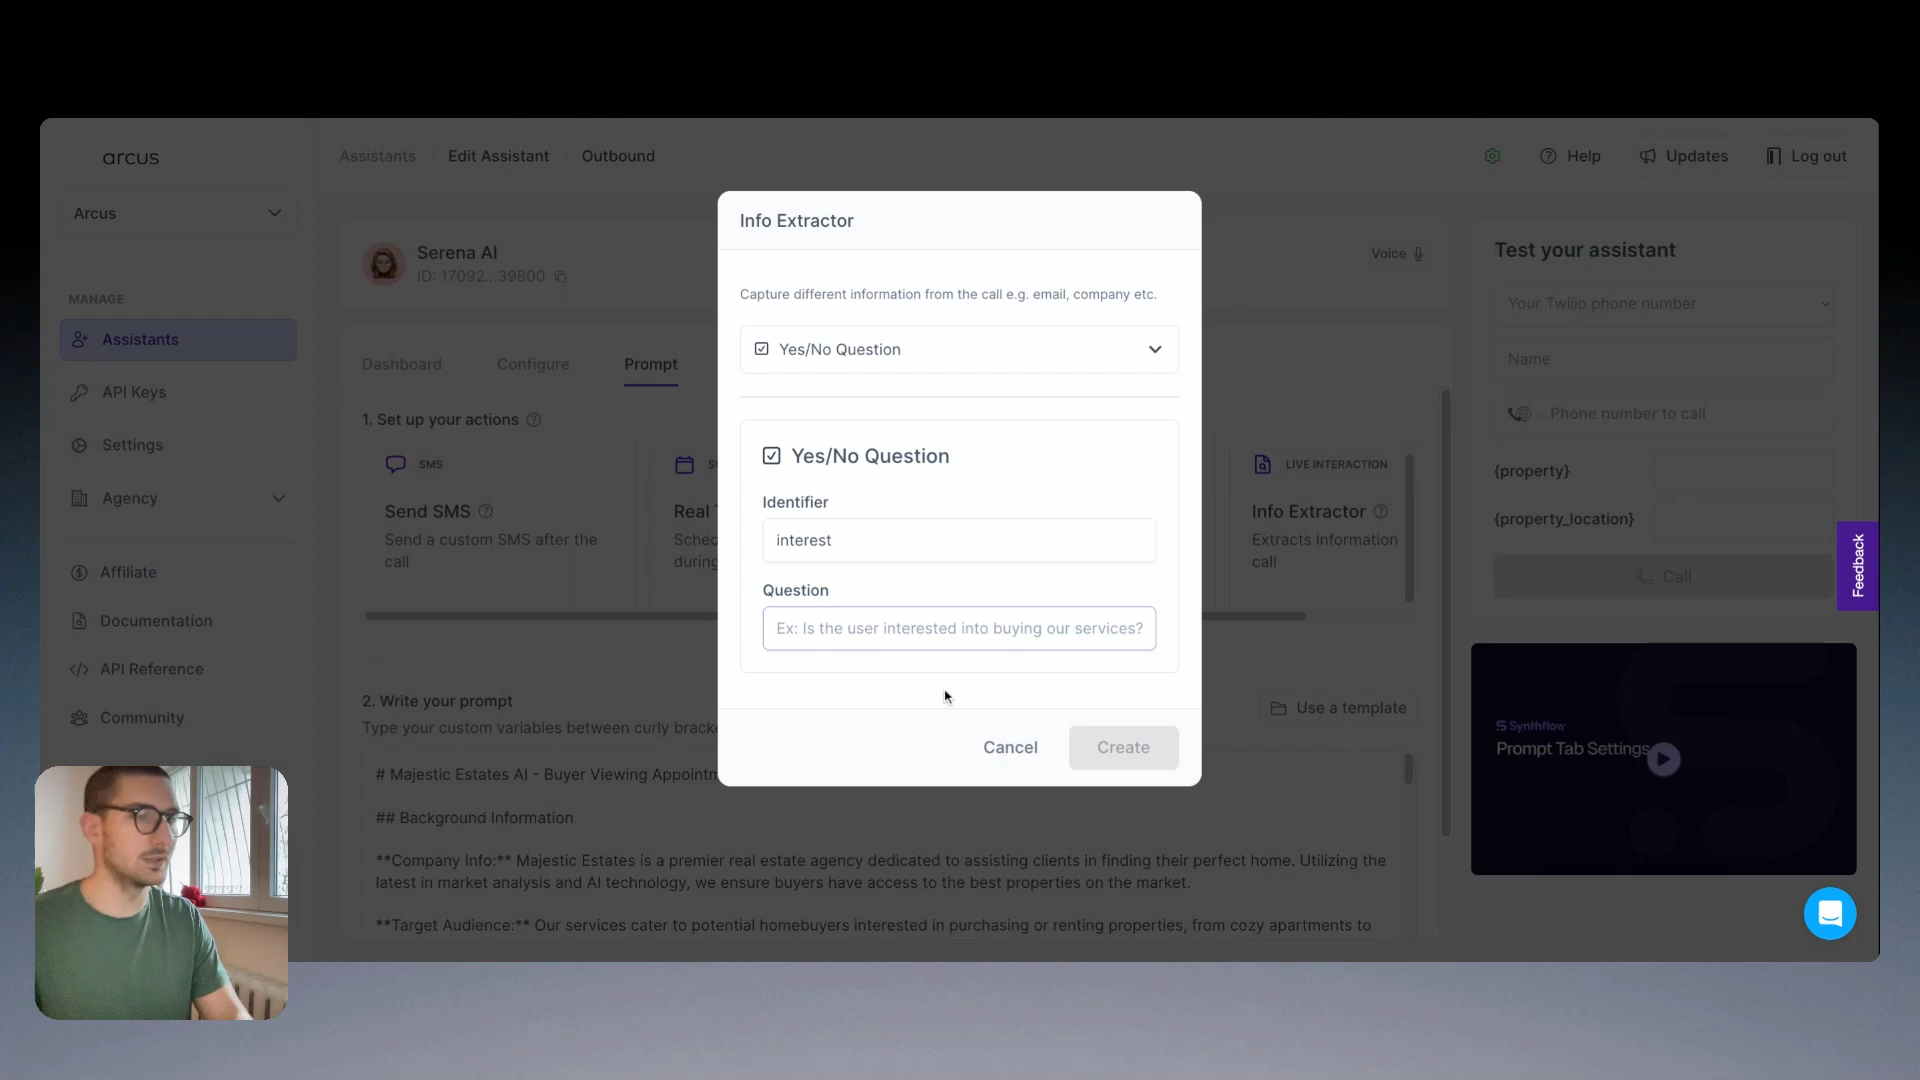 arcus
Arcus
MANAGE
Assistants
API Keys
Settings
Agency
Affiliate
Documentation
API Reference
Community
Assistants
Edit Assistant
Outbound
Help
Updates
Log out
Serena AI
ID: 17092...39800
Voice
Dashboard
Configure
Prompt
1. Set up your actions
SMS
Send SMS
Send a custom SMS after the
call
Real
Sched
during
LIVE INTERACTION
Info Extractor
Extracts information
call
2. Write your prompt
Type your custom variables between curly
Use a template
# Majestic Estates AI - Buyer Viewing
## Background Information
**Company Info:** Majestic Estates is a premier real estate agency dedicated to assisting clients in finding their perfect home. Utilizing the
latest in market analysis and AI technology, we ensure buyers have access to the best properties on the market.
**Target Audience:** Our services cater to potential homebuyers interested in purchasing or renting properties, from cozy apartments to
Info Extractor
Capture different information from the call e.g. email, company etc.
Yes/No Question
Yes/No Question
Identifier
interest
Question
Ex: Is the user interested into buying our services?
Cancel
Create
Test your assistant
Your Twilio phone number
Name
Phone number to call
{property}
{property_location}
Call
Feedback
Synthflow
Prompt Tab Settings